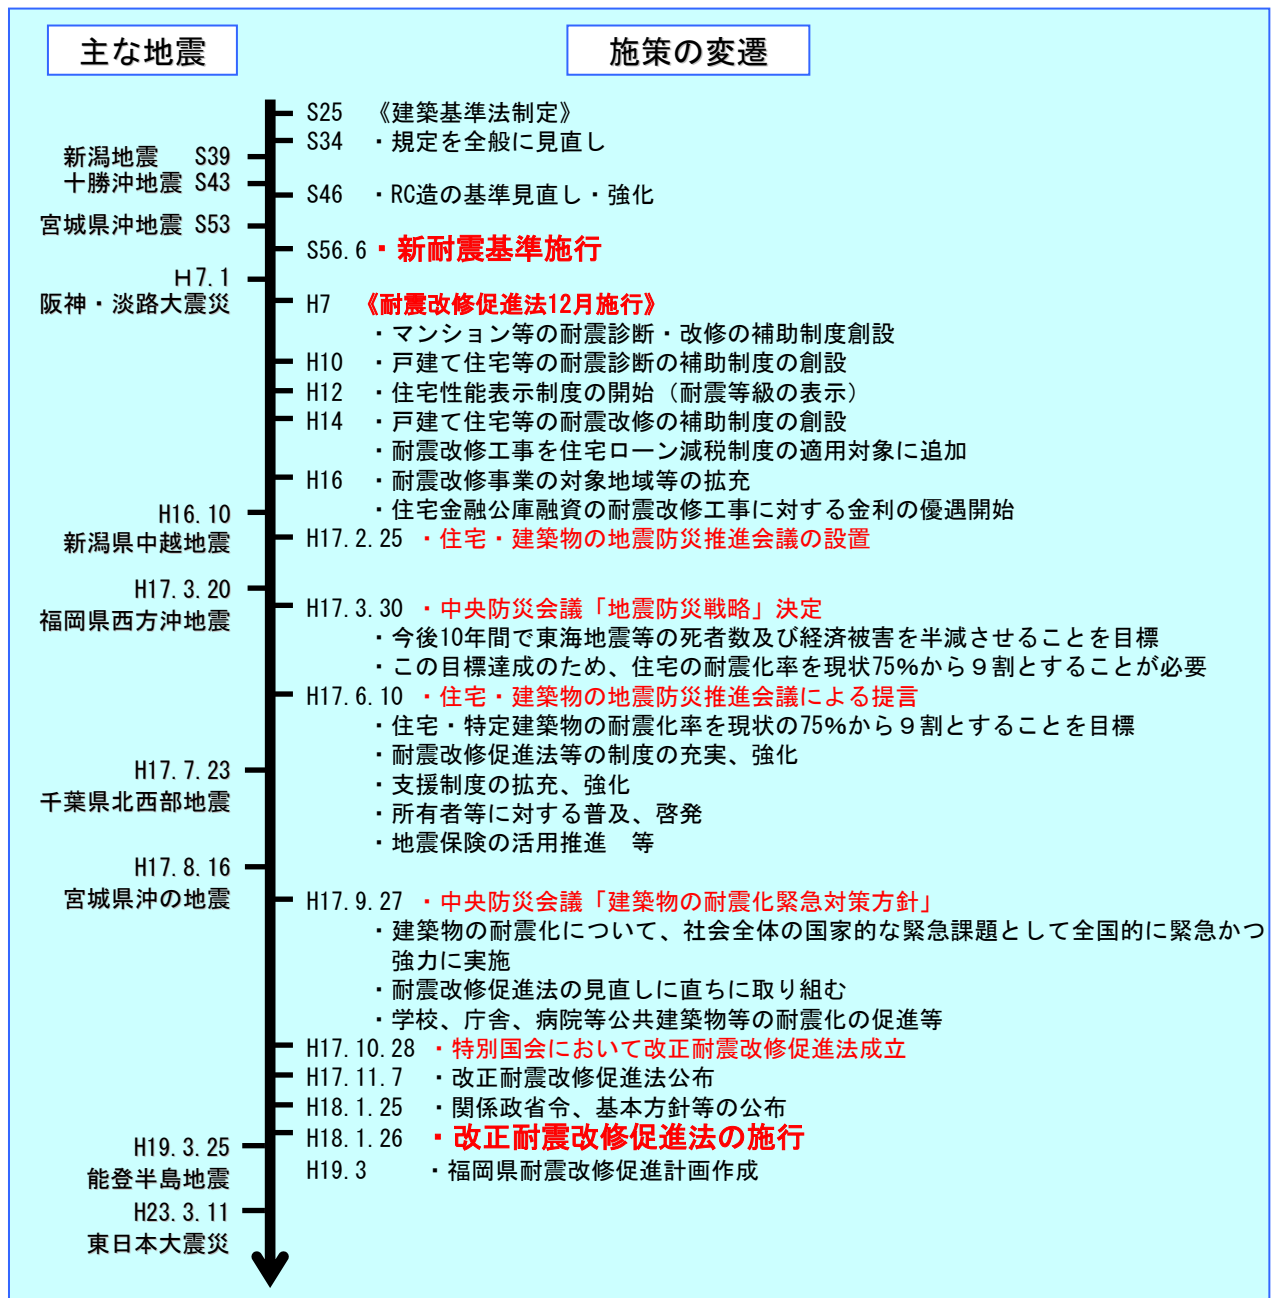 主な地震
施策の変遷
S25 《建築基準法制定》
S34 ・規定を全般に見直し
新潟地震 S39
十勝沖地震 S43
S46 ・RC造の基準見直し・強化
宮城県沖地震 S53
S56.6・新耐震基準施行
H7.1
阪神・淡路大震災
H7 《耐震改修促進法12月施行》
・マンション等の耐震診断・改修の補助制度創設
H10 ・戸建て住宅等の耐震診断の補助制度の創設
H12 ・住宅性能表示制度の開始（耐震等級の表示）
H14 ・戸建て住宅等の耐震改修の補助制度の創設
・耐震改修工事を住宅ローン減税制度の適用対象に追加
H16 ・耐震改修事業の対象地域等の拡充
・住宅金融公庫融資の耐震改修工事に対する金利の優遇開始
H16.10
新潟県中越地震
H17.2.25 ・住宅・建築物の地震防災推進会議の設置
H17.3.20
福岡県西方沖地震
H17.3.30 ・中央防災会議「地震防災戦略」決定
・今後10年間で東海地震等の死者数及び経済被害を半減させることを目標
・この目標達成のため、住宅の耐震化率を現状75%から９割とすることが必要
H17.6.10 ・住宅・建築物の地震防災推進会議による提言
・住宅・特定建築物の耐震化率を現状の75%から９割とすることを目標
・耐震改修促進法等の制度の充実、強化
・支援制度の拡充、強化
・所有者等に対する普及、啓発
・地震保険の活用推進　等
H17.7.23
千葉県北西部地震
H17.8.16
宮城県沖の地震
H17.9.27 ・中央防災会議「建築物の耐震化緊急対策方針」
・建築物の耐震化について、社会全体の国家的な緊急課題として全国的に緊急かつ
強力に実施
・耐震改修促進法の見直しに直ちに取り組む
・学校、庁舎、病院等公共建築物等の耐震化の促進等
H17.10.28 ・特別国会において改正耐震改修促進法成立
H17.11.7 ・改正耐震改修促進法公布
H18.1.25 ・関係政省令、基本方針等の公布
H18.1.26 ・改正耐震改修促進法の施行
H19.3.25
能登半島地震
H19.3 ・福岡県耐震改修促進計画作成
H23.3.11
東日本大震災